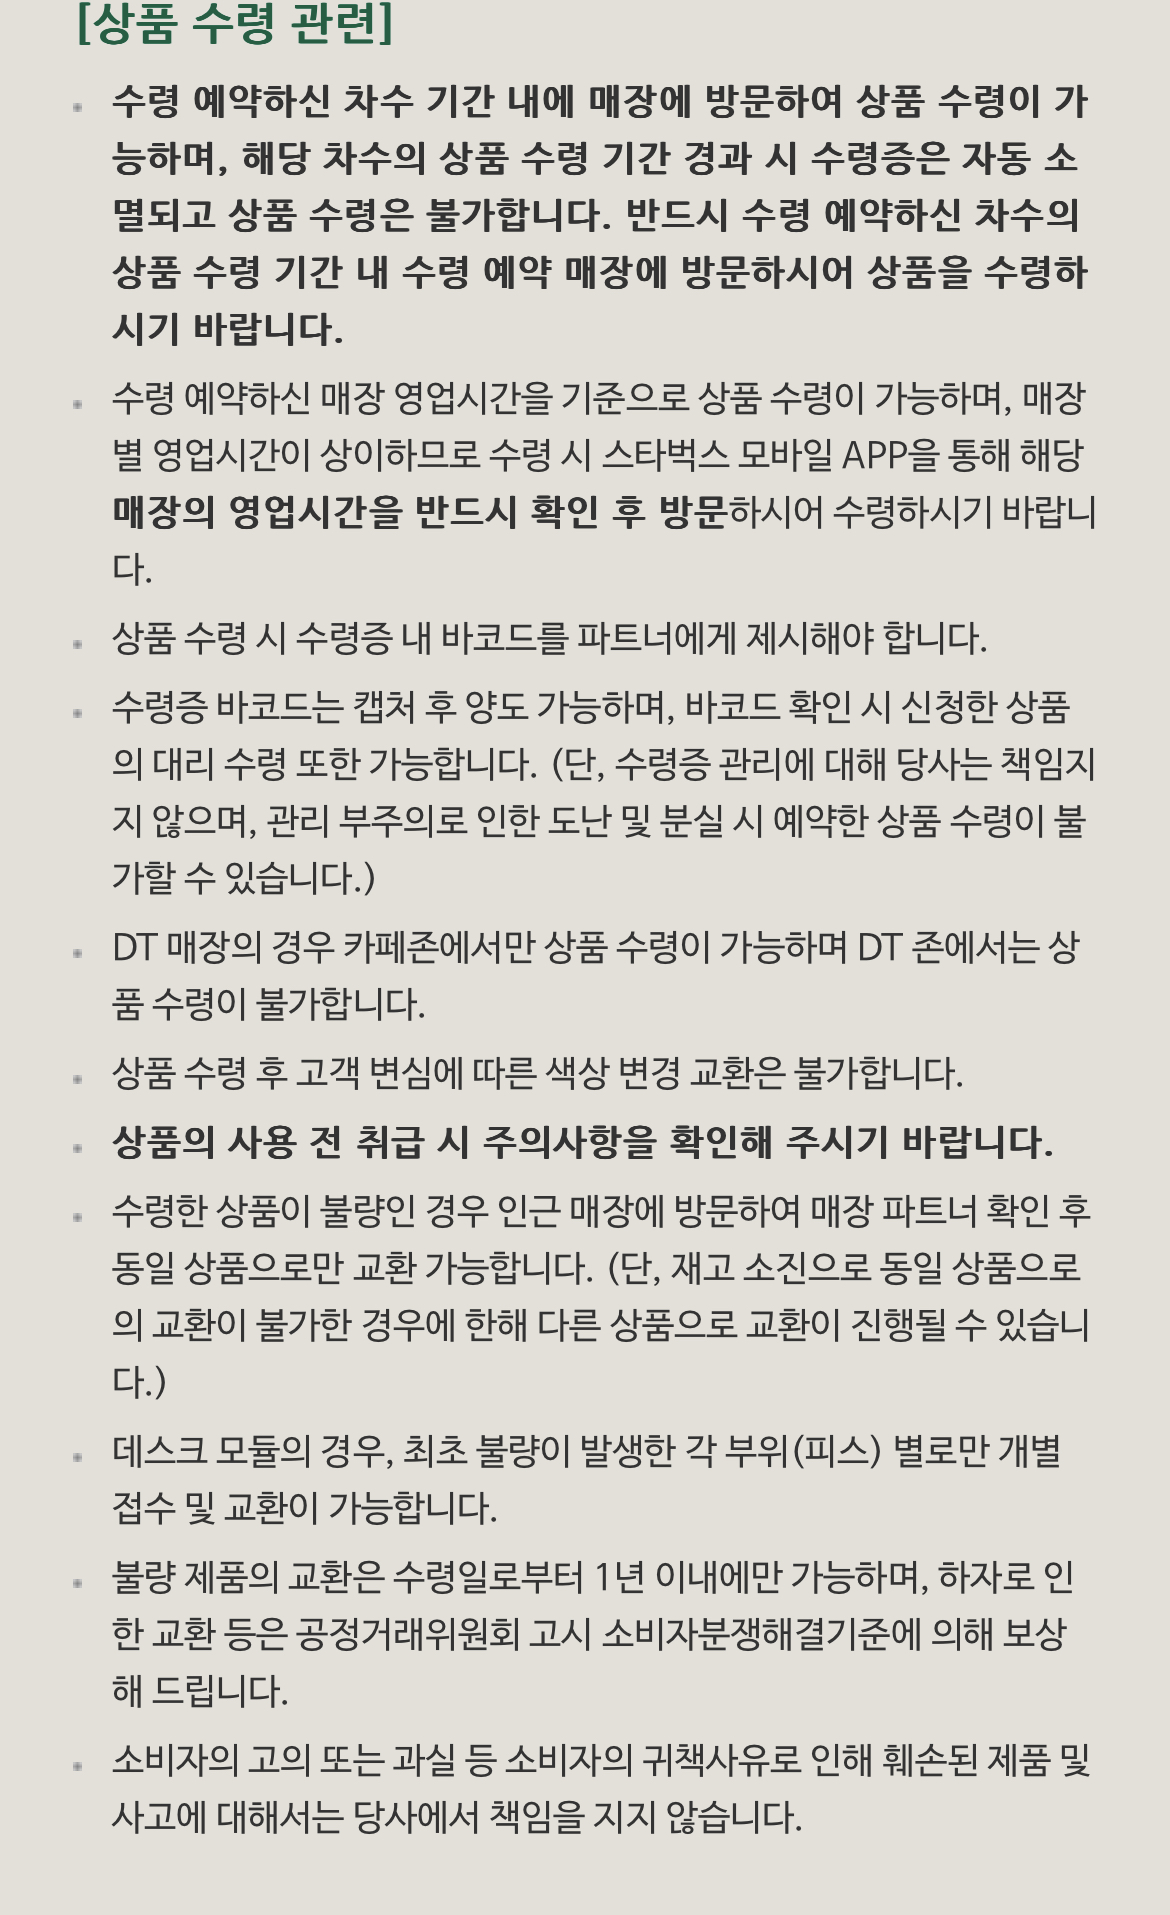 [상품 수령 관련]
수령 예약하신 차수 기간 내에 매장에 방문하여 상품 수령이 가
능하며, 해당 차수의 상품 수령 기간 경과 시 수령증은 자동 소
멸되고 상품 수령은 불가합니다. 반드시 수령 예약하신 차수의
상품 수령 기간 내 수령 예약 매장에 방문하시어 상품을 수령하
시기 바랍니다.
수령 예약하신 매장 영업시간을 기준으로 상품 수령이 가능하며, 매장
별 영업시간이 상이하므로 수령 시 스타벅스 모바일 APP을 통해 해당
매장의 영업시간을 반드시 확인 후 방문하시어 수령하시기 바랍니
다.
상품 수령 시 수령증 내 바코드를 파트너에게 제시해야 합니다.
수령증 바코드는 캡처 후 양도 가능하며, 바코드 확인 시 신청한 상품
의 대리 수령 또한 가능합니다. (단, 수령증 관리에 대해 당사는 책임지
지 않으며, 관리 부주의로 인한 도난 및 분실 시 예약한 상품 수령이 불
가할 수 있습니다.)
DT 매장의 경우 카페존에서만 상품 수령이 가능하며 DT 존에서는 상
품 수령이 불가합니다.
상품 수령 후 고객 변심에 따른 색상 변경 교환은 불가합니다.
상품의 사용 전 취급 시 주의사항을 확인해 주시기 바랍니다.
수령한 상품이 불량인 경우 인근 매장에 방문하여 매장 파트너 확인 후
동일 상품으로만 교환 가능합니다. (단, 재고 소진으로 동일 상품으로
의 교환이 불가한 경우에 한해 다른 상품으로 교환이 진행될 수 있습니
다.)
데스크 모듈의 경우, 최초 불량이 발생한 각 부위(피스) 별로만 개별
접수 및 교환이 가능합니다.
불량 제품의 교환은 수령일로부터 1년 이내에만 가능하며, 하자로 인
한 교환 등은 공정거래위원회 고시 소비자분쟁해결기준에 의해 보상
해 드립니다.
소비자의 고의 또는 과실 등 소비자의 귀책사유로 인해 훼손된 제품 및
사고에 대해서는 당사에서 책임을 지지 않습니다.